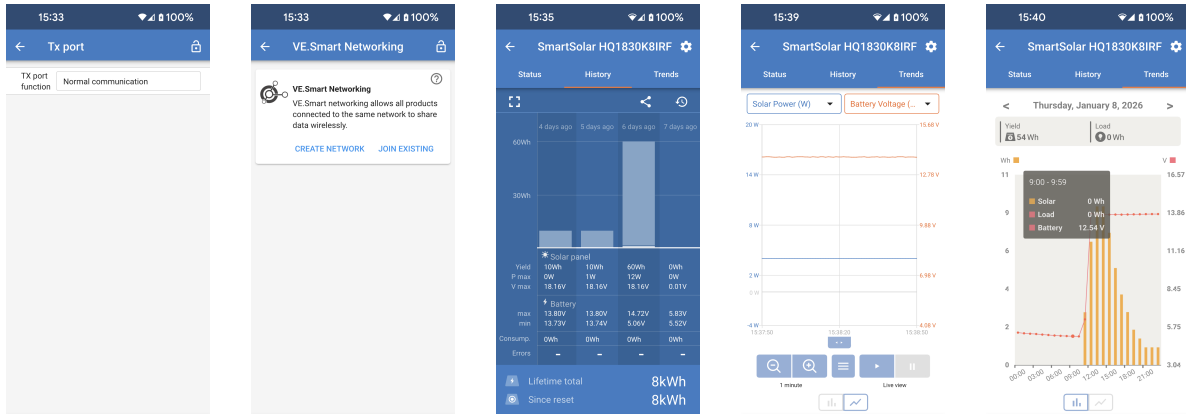 15:33
100%
Tx port
TX port
function
Normal communication
15:33
100%
VE.Smart Networking
VE.Smart Networking
VE.Smart networking allows all products
connected to the same network to share
data wirelessly.
CREATE NETWORK JOIN EXISTING
15:35
100%
SmartSolar HQ1830K8IRF
Status History Trends
4 days ago 5 days ago 6 days ago 7 days ago
60Wh
30Wh
Solar panel
Yield 10Wh 10Wh 60Wh 0Wh
P max 0W 1W 12W 0W
V max 18.16V 18.16V 18.16V 0.01V
Battery
max 13.80V 13.80V 14.72V 5.83V
min 13.73V 13.74V 5.06V 5.52V
Consump. 0Wh 0Wh 0Wh 0Wh
Errors – – – –
Lifetime total 8kWh
Since reset 8kWh
15:39
100%
SmartSolar HQ1830K8IRF
Status History Trends
Solar Power (W) Battery Voltage (...
20 W 15.68 V
14 W 12.78 V
8 W 9.88 V
2 W 6.98 V
0 W
-4 W 4.08 V
15:37:50 15:38:20 15:38:50
1 minute Live view
15:40
100%
SmartSolar HQ1830K8IRF
Status History Trends
< Thursday, January 8, 2026 >
Yield Load
54 Wh 0 Wh
Wh V
11 16.57
9 13.86
6 11.16
4 8.45
2 5.75
0 3.04
9:00 - 9:59
Solar 0 Wh
Load 0 Wh
Battery 12.54 V
00:00 03:00 06:00 09:00 12:00 15:00 18:00 21:00